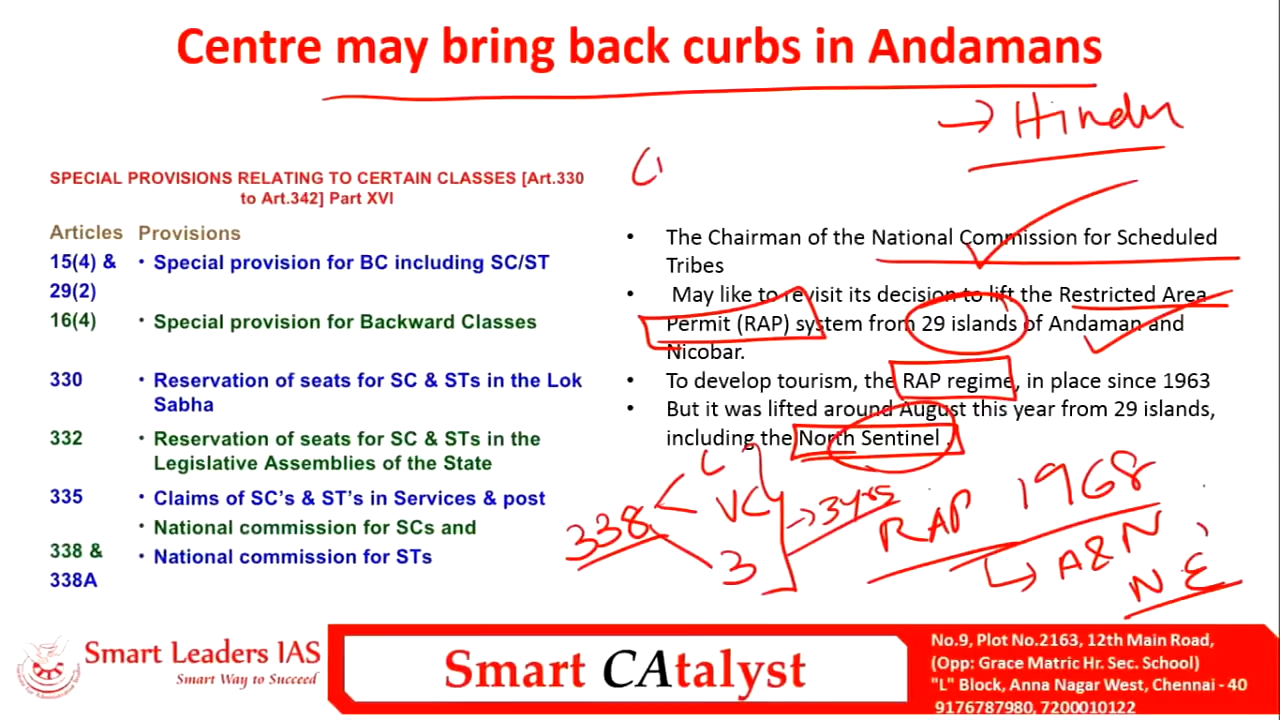 Centre may bring back curbs in Andamans
→ Hindu
SPECIAL PROVISIONS RELATING TO CERTAIN CLASSES [Art.330
to Art.342] Part XVI
Articles Provisions
15(4) & • Special provision for BC including SC/ST
29(2)
16(4) • Special provision for Backward Classes
330 • Reservation of seats for SC & STs in the Lok
Sabha
332 • Reservation of seats for SC & STs in the
Legislative Assemblies of the State
335 • Claims of SC's & ST's in Services & post
• National commission for SCs and
338 & • National commission for STs
338A
• The Chairman of the National Commission for Scheduled
Tribes
• May like to revisit its decision to lift the Restricted Area
Permit (RAP) system from 29 islands of Andaman and
Nicobar.
• To develop tourism, the RAP regime, in place since 1963
• But it was lifted around August this year from 29 islands,
including the North Sentinel .
338 < C
VC
3
→ 3yrs
RAP 1968
A&N
NE
Smart Leaders IAS
Smart Way to Succeed
Smart CAtalyst
No.9, Plot No.2163, 12th Main Road,
(Opp: Grace Matric Hr. Sec. School)
"L" Block, Anna Nagar West, Chennai - 40
9176787980, 7200010122